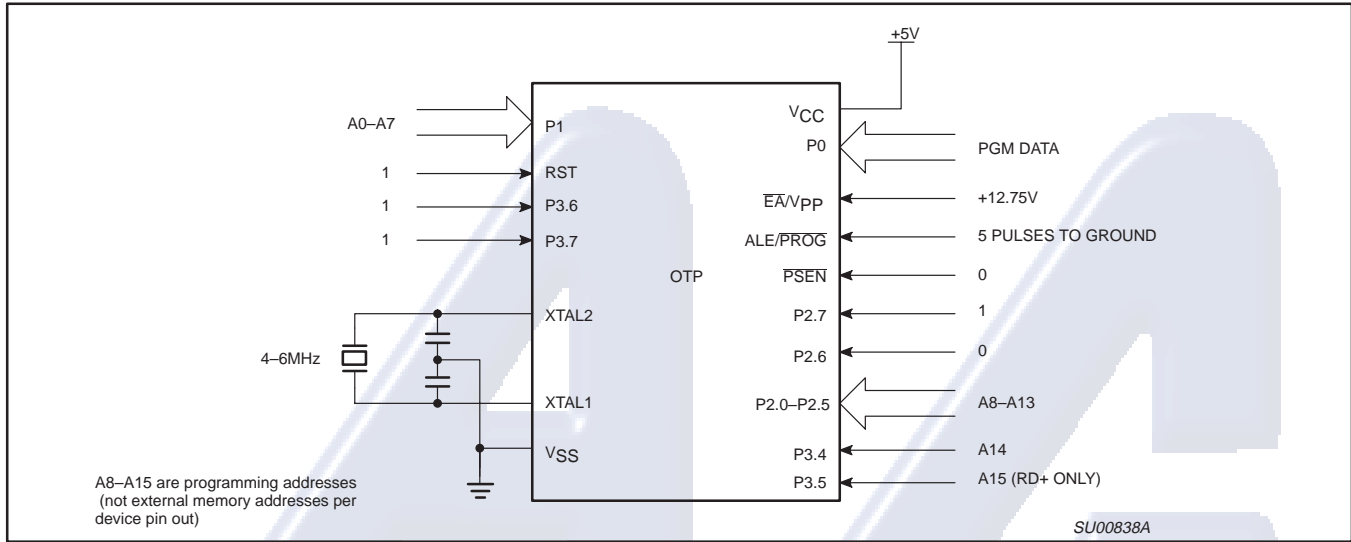 +5V
A0–A7
P1
VCC
P0
PGM DATA
1
RST
EA/VPP
+12.75V
1
P3.6
ALE/PROG
5 PULSES TO GROUND
1
P3.7
OTP
PSEN
0
XTAL2
P2.7
1
4–6MHz
P2.6
0
XTAL1
P2.0–P2.5
A8–A13
VSS
P3.4
A14
P3.5
A15 (RD+ ONLY)
A8–A15 are programming addresses
(not external memory addresses per
device pin out)
SU00838A